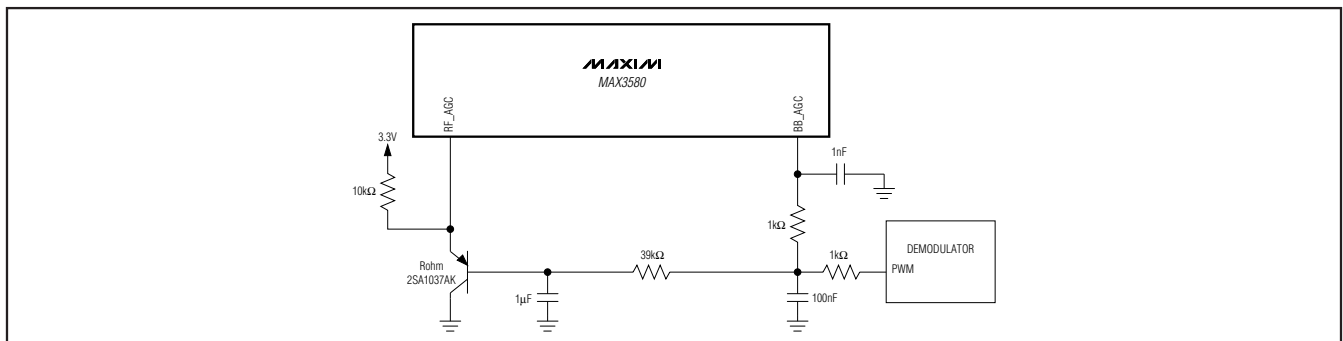 MAXIM
MAX3580
RF_AGC
BB_AGC
3.3V
10kΩ
1nF
1kΩ
DEMODULATOR
PWM
39kΩ
1kΩ
Rohm
2SA1037AK
1µF
100nF